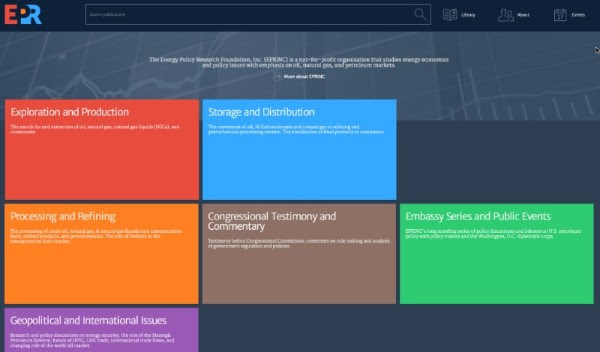 EPR
Search publications
Library
About
Events
The Energy Policy Research Foundation, Inc. (EPRINC) is a not-for-profit organization that studies energy economics
and policy issues with emphasis on oil, natural gas, and petroleum markets.
More about EPRINC
Exploration and Production
The search for and extraction of oil, natural gas, natural gas liquids (NGLs), and
condensate.
Storage and Distribution
The movement of oil, NLGs/condensate and natural gas to refining and
petrochemical processing centers. The distribution of final products to consumers.
Processing and Refining
The processing of crude oil, natural gas, & natural gas liquids into transportation
fuels, refined products, and petrochemicals. The role of biofuels in the
transportation fuels market.
Congressional Testimony and
Commentary
Testimony before Congressional Committees, comments on rule making and analysis
of government regulation and policies.
Embassy Series and Public Events
EPRINC's long standing series of policy discussions and debates on U.S. petroleum
policy with policy makers and the Washington, D.C. diplomatic corps.
Geopolitical and International Issues
Research and policy discussions on energy security, the role of the Strategic
Petroleum Reserve, future of OPEC, LNG trade, international trade flows, and
changing role of the world oil market.